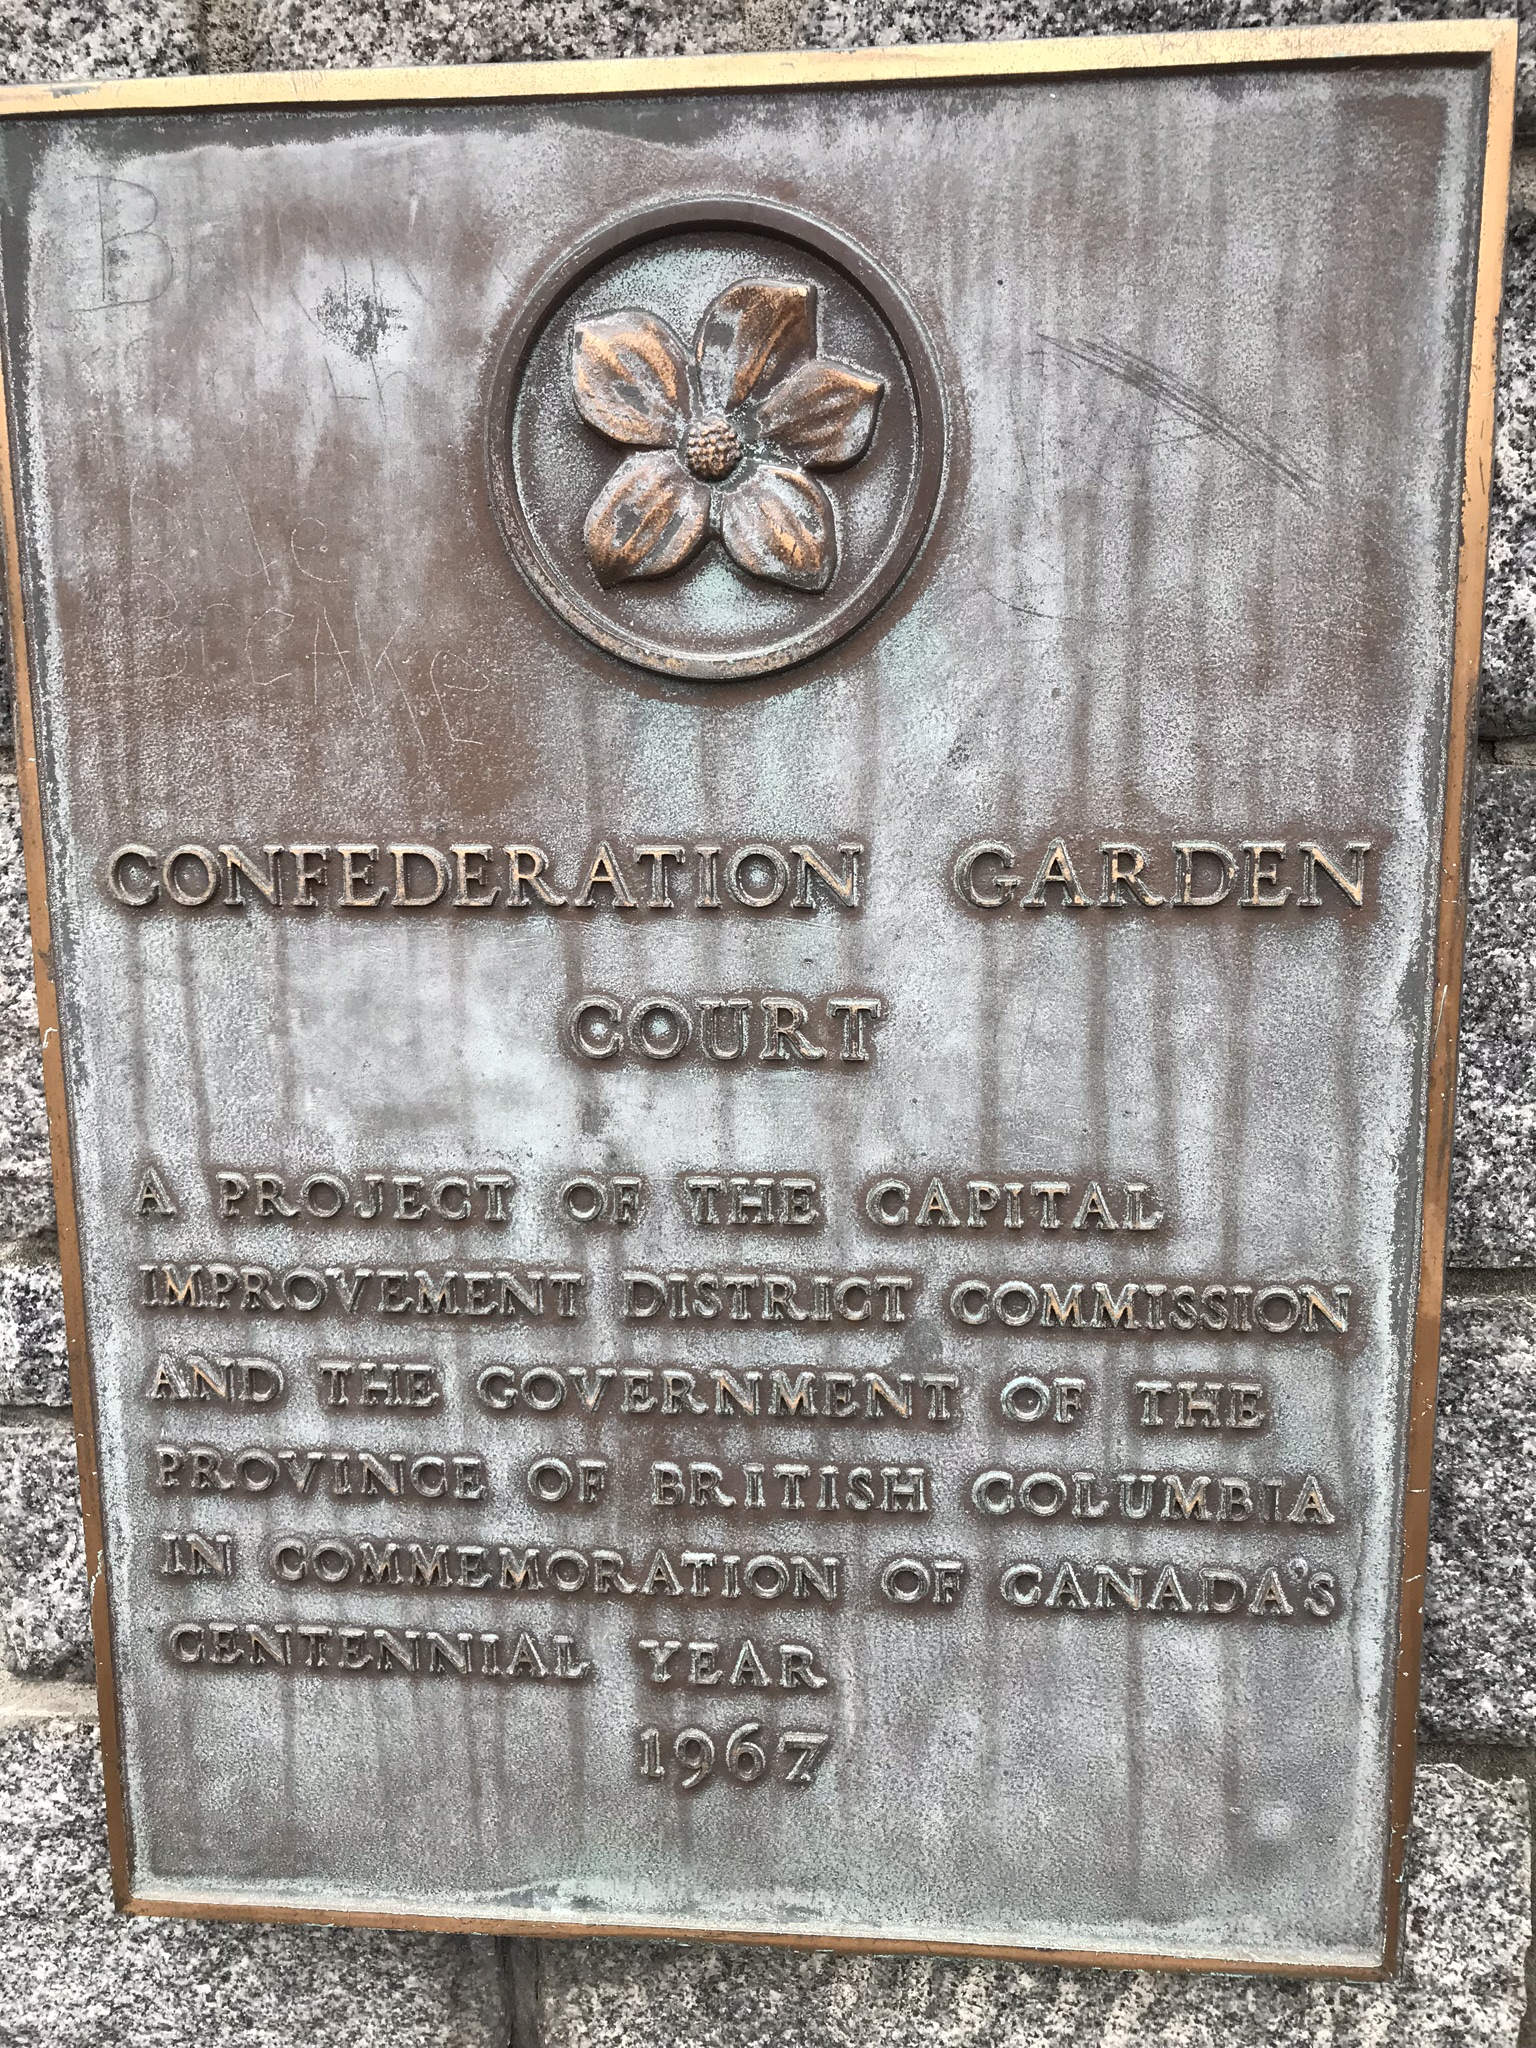 B
CONFEDERATION GARDEN
COURT
A PROJECT OF THE CAPITAL
IMPROVEMENT DISTRICT COMMISSION
AND THE GOVERNMENT OF THE
PROVINCE OF BRITISH COLUMBIA
IN COMMEMORATION OF CANADA'S
CENTENNIAL YEAR
1967